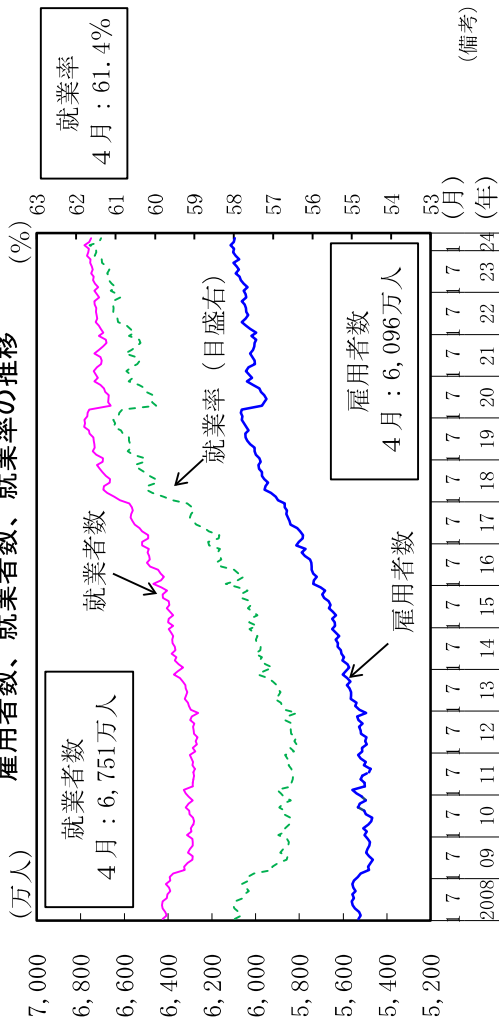 雇用者数、就業者数、就業率の推移
(万人)
(%)
就業者数
4月：6,751万人
就業率
4月：61.4%
雇用者数
4月：6,096万人
就業者数
就業率（目盛右）
雇用者数
7,000
6,800
6,600
6,400
6,200
6,000
5,800
5,600
5,400
5,200
63
62
61
60
59
58
57
56
55
54
53
1 7 1 7 1 7 1 7 1 7 1 7 1 7 1 7 1 7 1 7 1 7 1 7 1 7 1 7 1 7 1 7 1 (月)
2008 09 10 11 12 13 14 15 16 17 18 19 20 21 22 23 24 (年)
(備考)